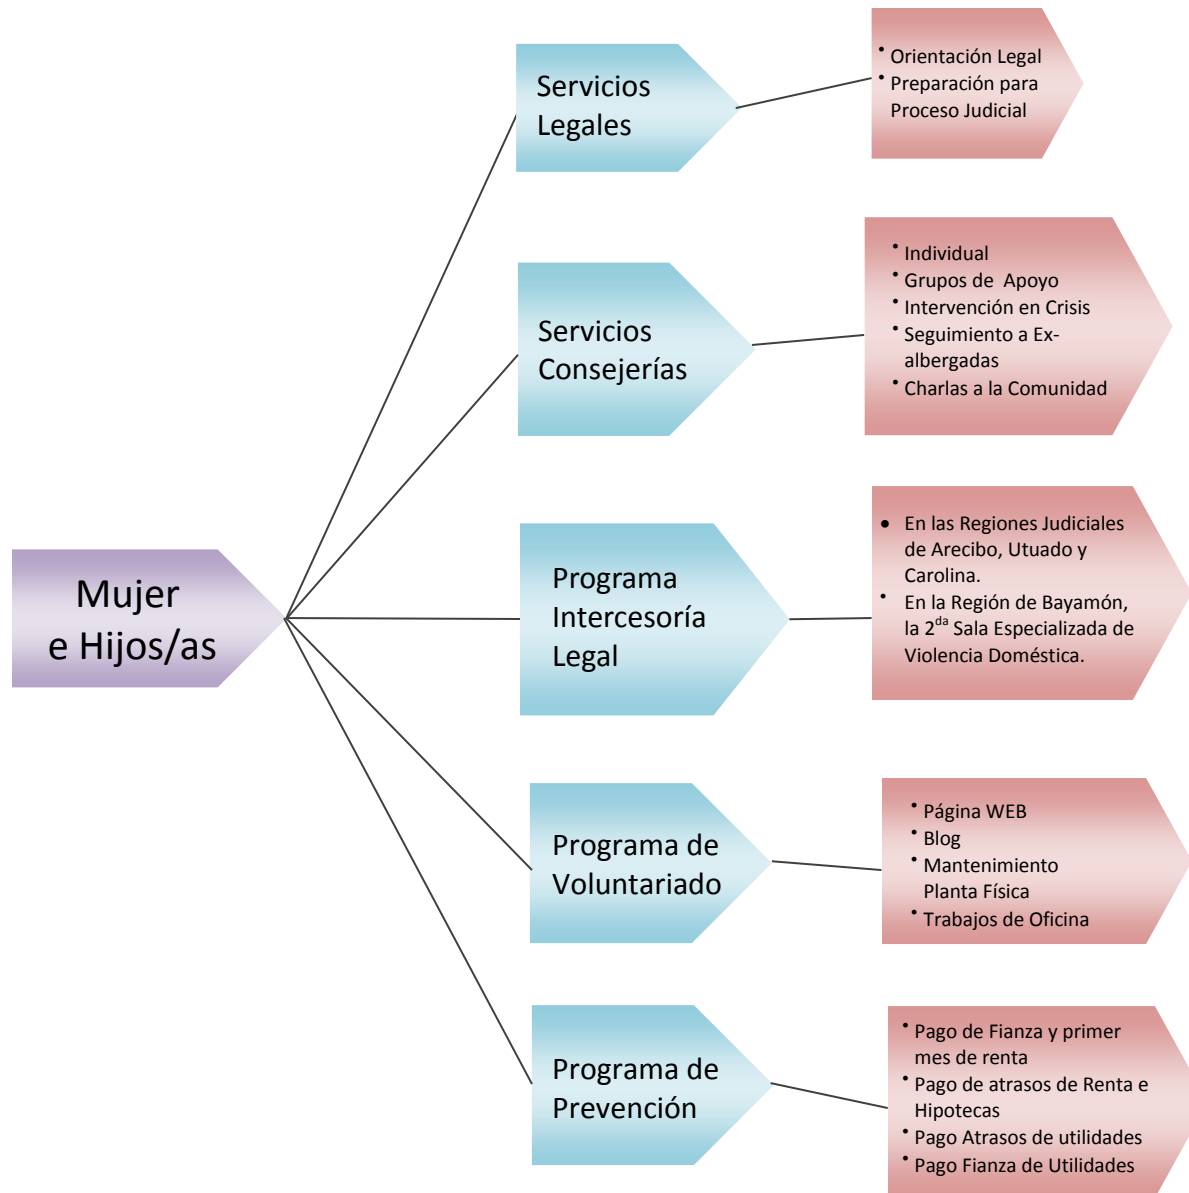 Mujer
e Hijos/as
Servicios
Legales
• Orientación Legal
• Preparación para
Proceso Judicial
Servicios
Consejerías
• Individual
• Grupos de Apoyo
• Intervención en Crisis
• Seguimiento a Ex-
albergadas
• Charlas a la Comunidad
Programa
Intercesoría
Legal
• En las Regiones Judiciales
de Arecibo, Utuado y
Carolina.
• En la Región de Bayamón,
la 2da Sala Especializada de
Violencia Doméstica.
Programa de
Voluntariado
• Página WEB
• Blog
• Mantenimiento
Planta Física
• Trabajos de Oficina
Programa de
Prevención
• Pago de Fianza y primer
mes de renta
• Pago de atrasos de Renta e
Hipotecas
• Pago Atrasos de utilidades
• Pago Fianza de Utilidades